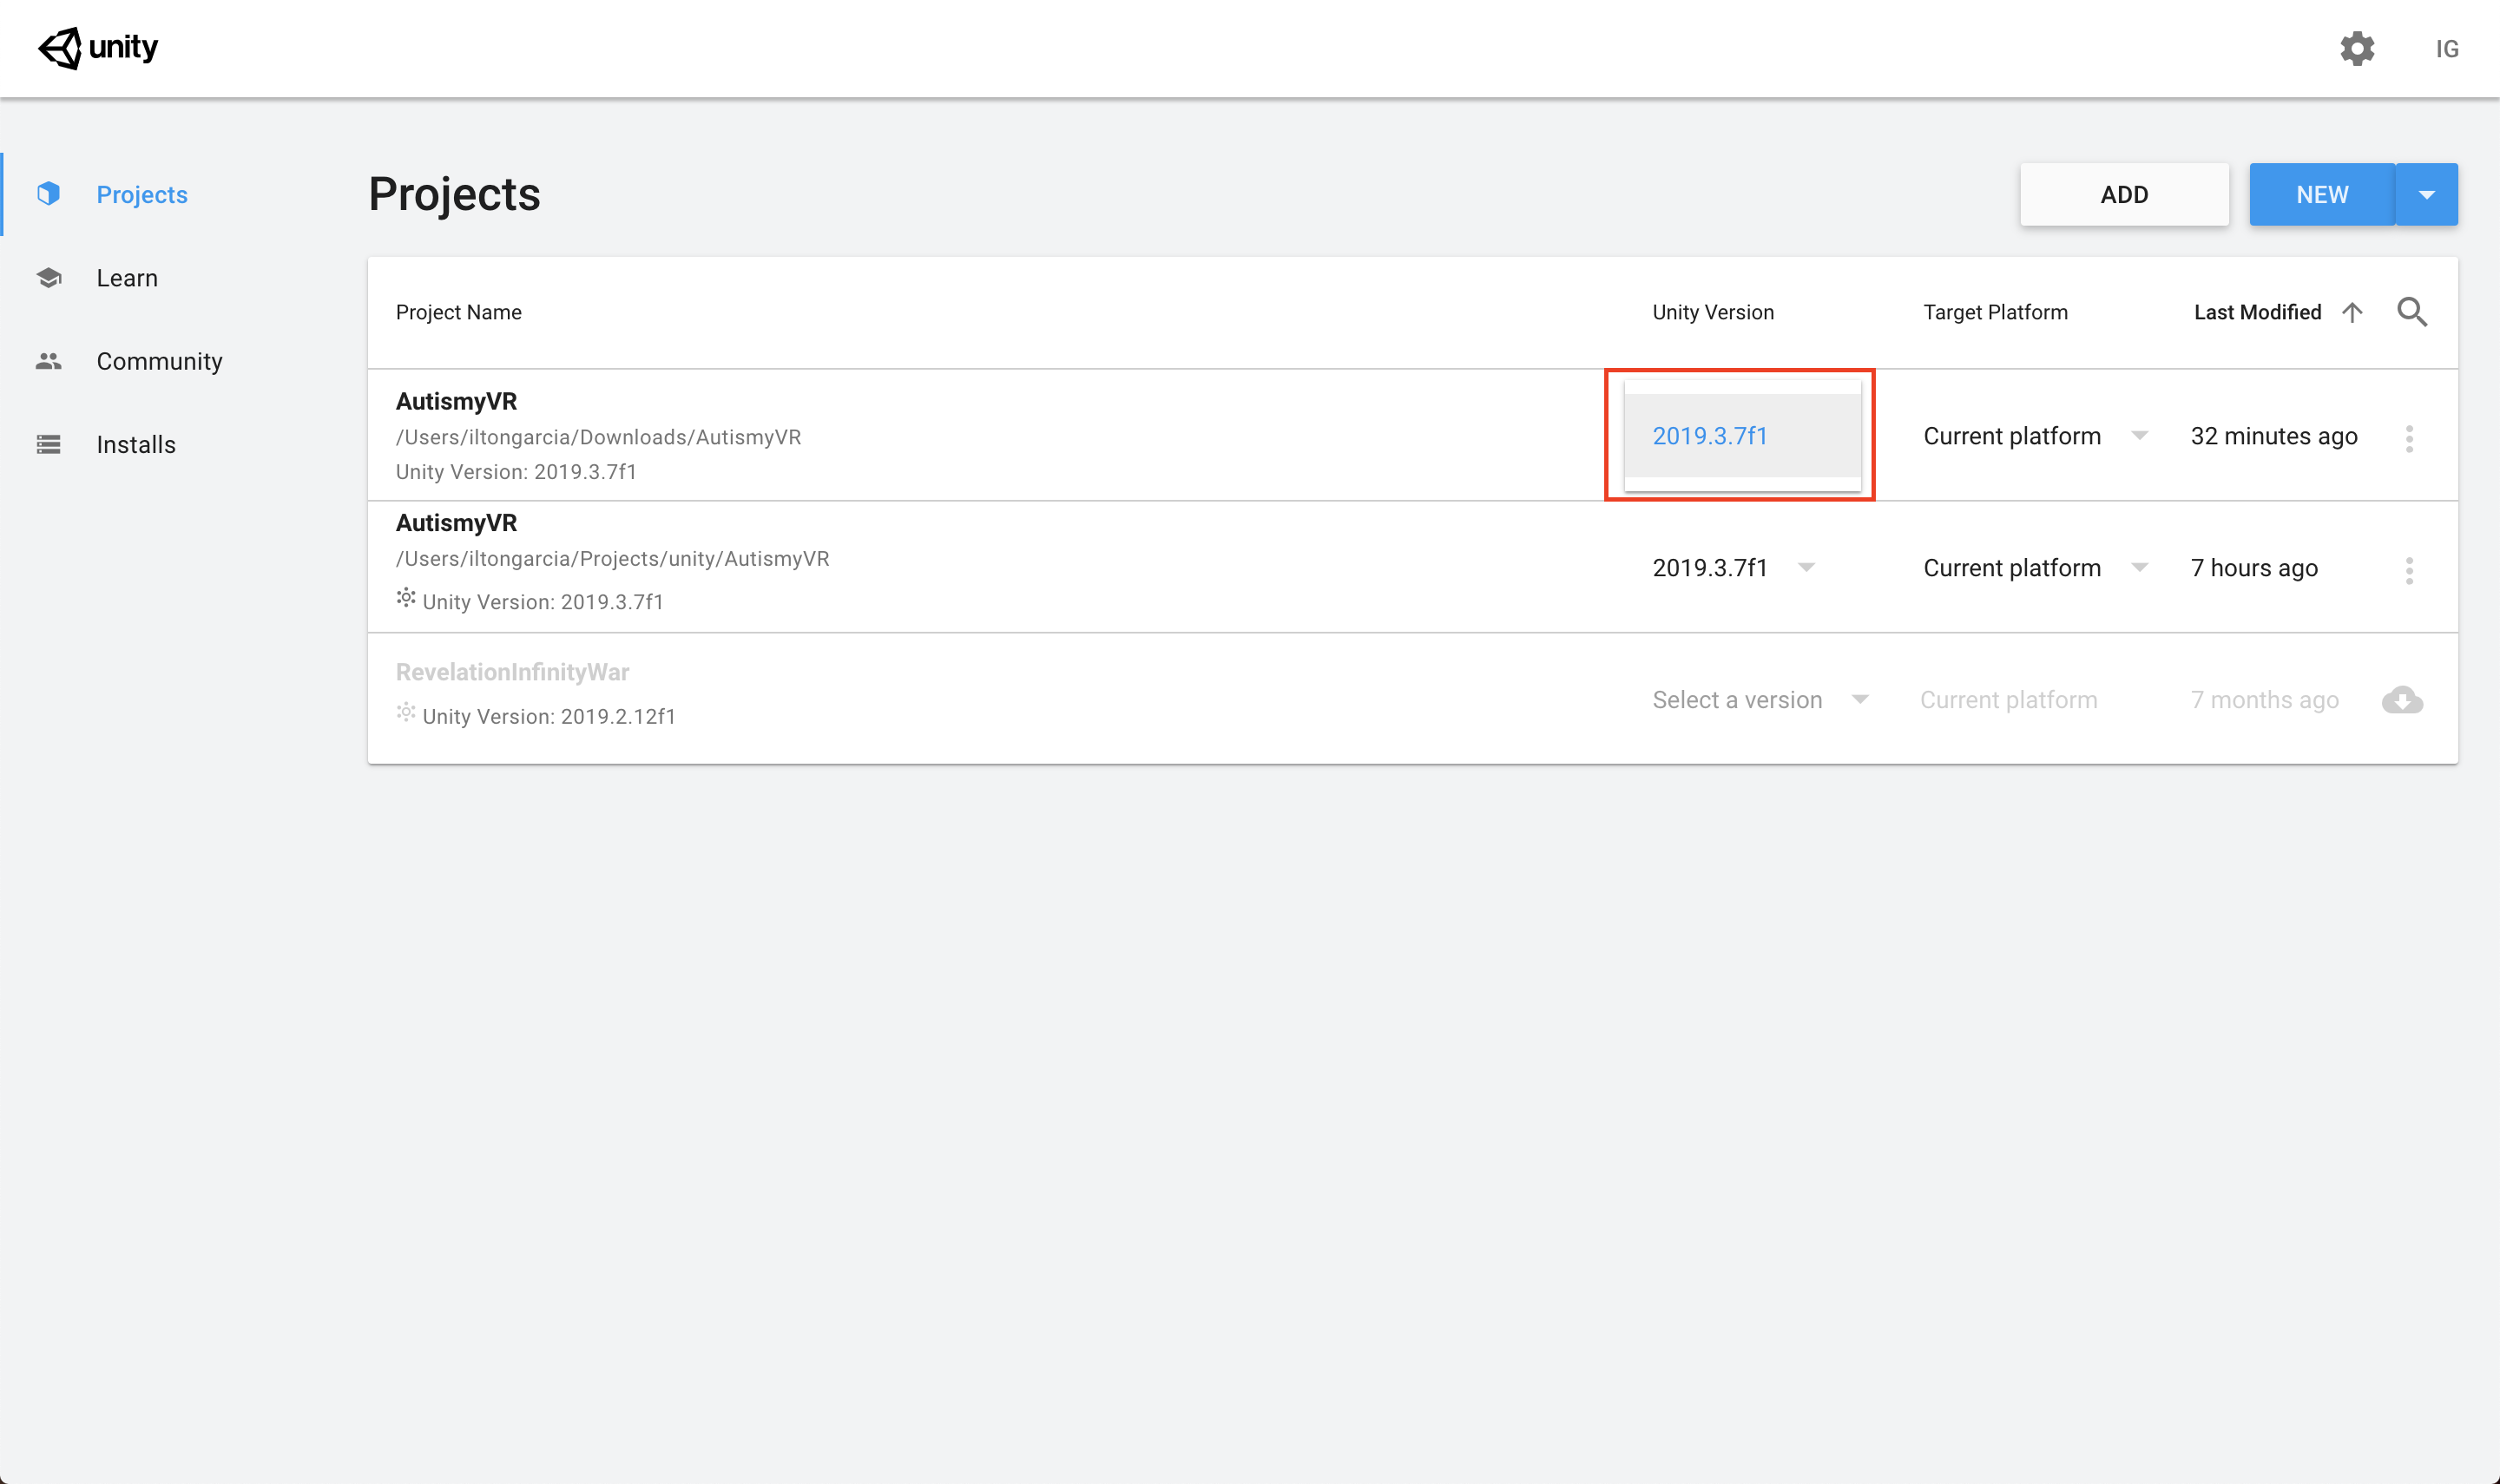 unity
IG
Projects
Learn
Community
Installs
Projects
ADD
NEW
Project Name
Unity Version
Target Platform
Last Modified
AutismyVR
/Users/iltongarcia/Downloads/AutismyVR
Unity Version: 2019.3.7f1
2019.3.7f1
Current platform
32 minutes ago
AutismyVR
/Users/iltongarcia/Projects/unity/AutismyVR
Unity Version: 2019.3.7f1
2019.3.7f1
Current platform
7 hours ago
RevelationInfinityWar
Unity Version: 2019.2.12f1
Select a version
Current platform
7 months ago